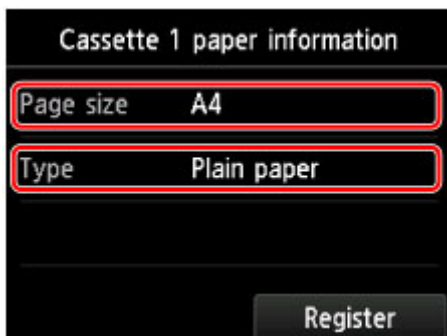 Cassette 1 paper information
Page size A4
Type Plain paper
Register